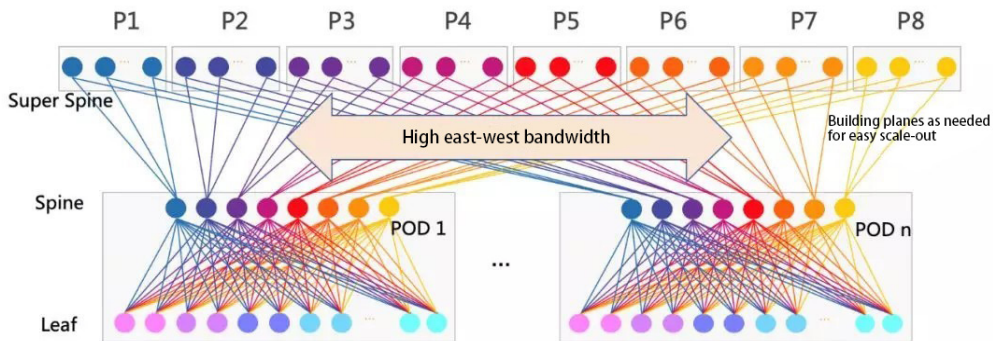 P1 P2 P3 P4 P5 P6 P7 P8
Super Spine
High east-west bandwidth
Building planes as needed
for easy scale-out
Spine
POD 1
POD n
...
Leaf